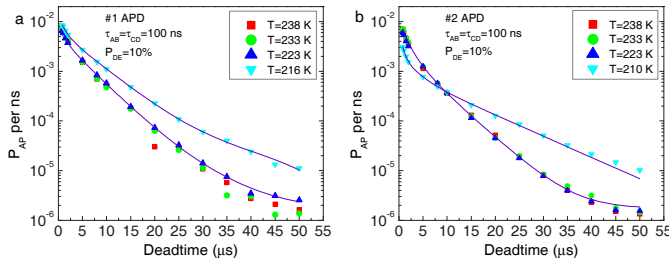 a
#1 APD
τAB=τCD=100 ns
PDE=10%
T=238 K
T=233 K
T=223 K
T=216 K
10-2
10-3
10-4
10-5
10-6
PAP per ns
0 5 10 15 20 25 30 35 40 45 50 55
Deadtime (μs)
b
#2 APD
τAB=τCD=100 ns
PDE=10%
T=238 K
T=233 K
T=223 K
T=210 K
10-2
10-3
10-4
10-5
10-6
PAP per ns
0 5 10 15 20 25 30 35 40 45 50 55
Deadtime (μs)